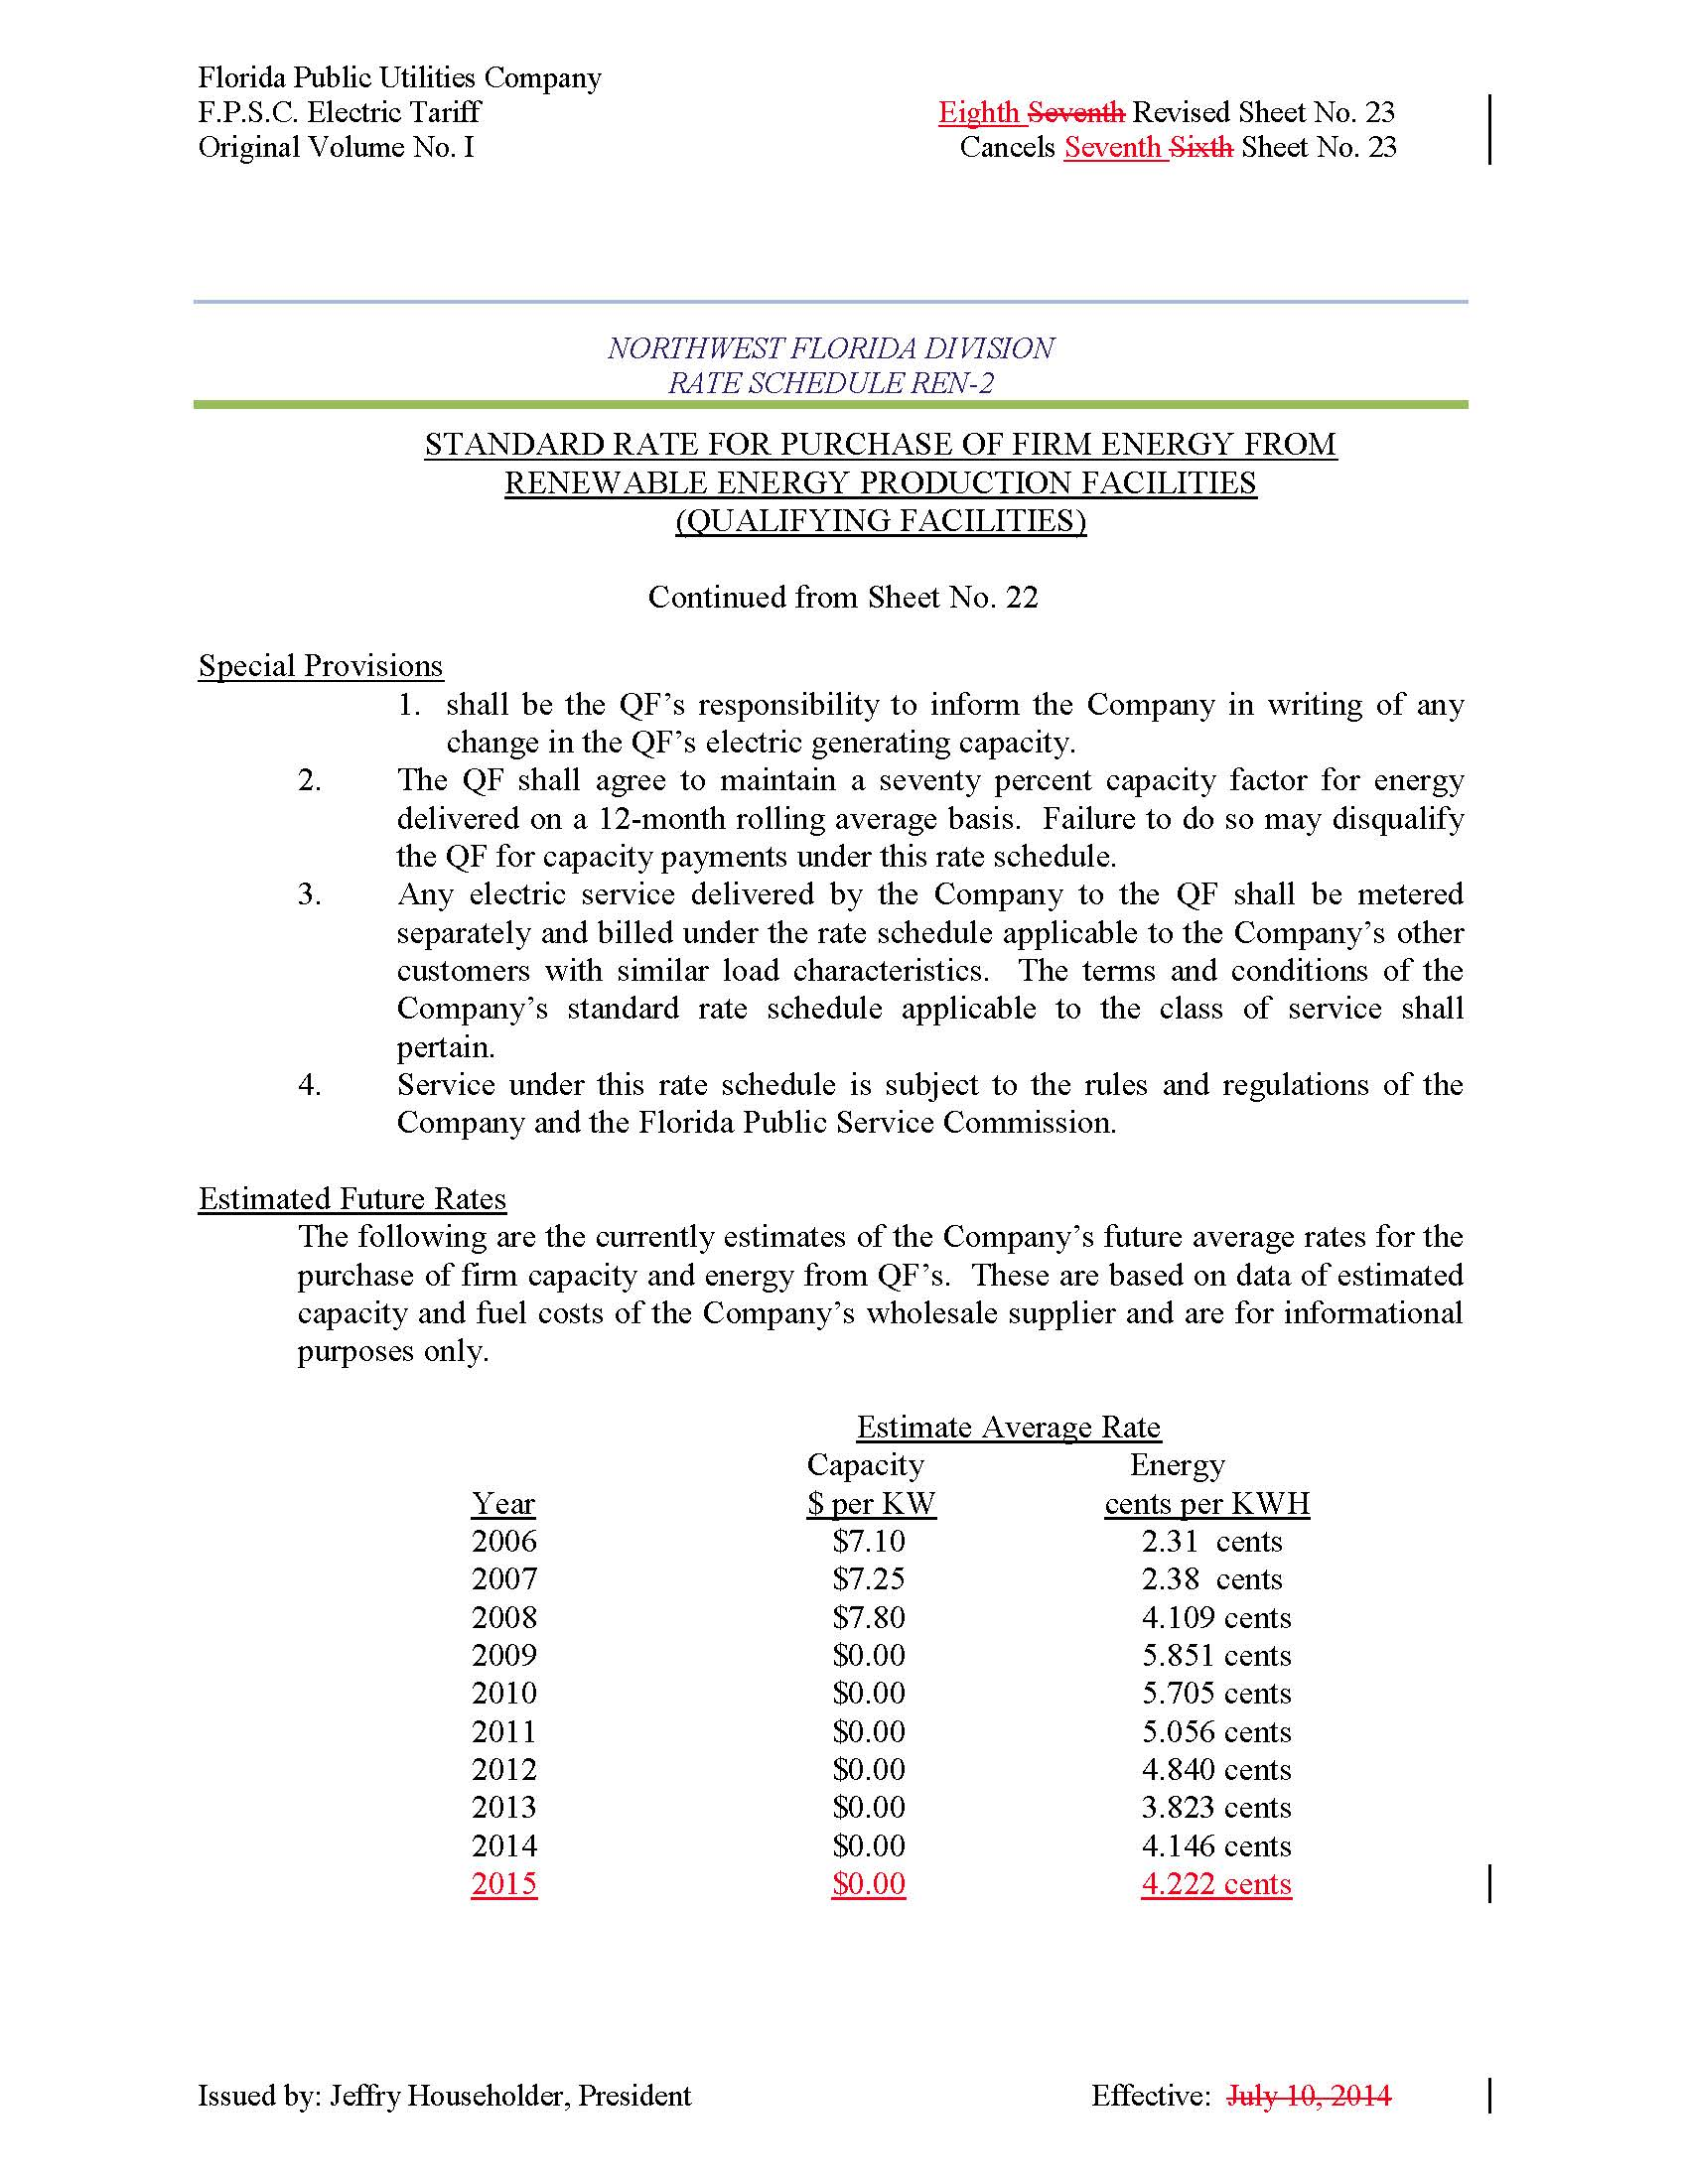 Florida Public Utilities Company
F.P.S.C. Electric Tariff Eighth Seventh Revised Sheet No. 23
Original Volume No. I Cancels Seventh Sixth Sheet No. 23
NORTHWEST FLORIDA DIVISION
RATE SCHEDULE REN-2
STANDARD RATE FOR PURCHASE OF FIRM ENERGY FROM
RENEWABLE ENERGY PRODUCTION FACILITIES
(QUALIFYING FACILITIES)
Continued from Sheet No. 22
Special Provisions
1. shall be the QF’s responsibility to inform the Company in writing of any
change in the QF’s electric generating capacity.
2. The QF shall agree to maintain a seventy percent capacity factor for energy
delivered on a 12-month rolling average basis. Failure to do so may disqualify
the QF for capacity payments under this rate schedule.
3. Any electric service delivered by the Company to the QF shall be metered
separately and billed under the rate schedule applicable to the Company’s other
customers with similar load characteristics. The terms and conditions of the
Company’s standard rate schedule applicable to the class of service shall
pertain.
4. Service under this rate schedule is subject to the rules and regulations of the
Company and the Florida Public Service Commission.
Estimated Future Rates
The following are the currently estimates of the Company’s future average rates for the
purchase of firm capacity and energy from QF’s. These are based on data of estimated
capacity and fuel costs of the Company’s wholesale supplier and are for informational
purposes only.
Estimate Average Rate
Capacity Energy
Year $ per KW cents per KWH
2006 $7.10 2.31 cents
2007 $7.25 2.38 cents
2008 $7.80 4.109 cents
2009 $0.00 5.851 cents
2010 $0.00 5.705 cents
2011 $0.00 5.056 cents
2012 $0.00 4.840 cents
2013 $0.00 3.823 cents
2014 $0.00 4.146 cents
2015 $0.00 4.222 cents
Issued by: Jeffry Householder, President Effective: July 10, 2014